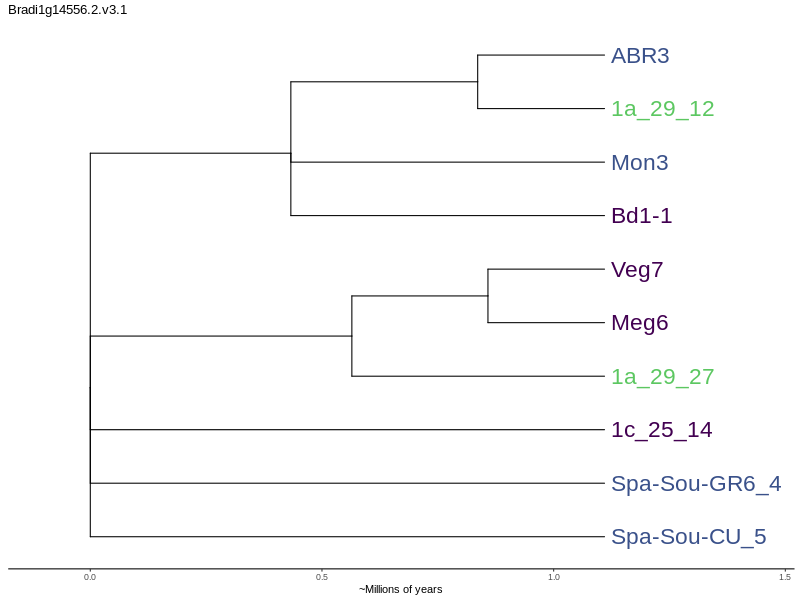 Bradi1g14556.2.v3.1
ABR3
1a_29_12
Mon3
Bd1-1
Veg7
Meg6
1a_29_27
1c_25_14
Spa-Sou-GR6_4
Spa-Sou-CU_5
0.0 0.5 1.0 1.5
~Millions of years